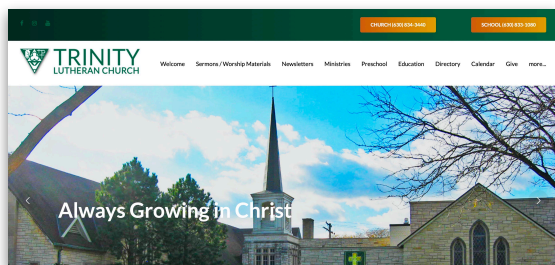 CHURCH (630) 834-3440
SCHOOL (630) 833-1080
TRINITY
LUTHERAN CHURCH
Welcome Sermons / Worship Materials Newsletters Ministries Preschool Education Directory Calendar Give more...
Always Growing in Christ